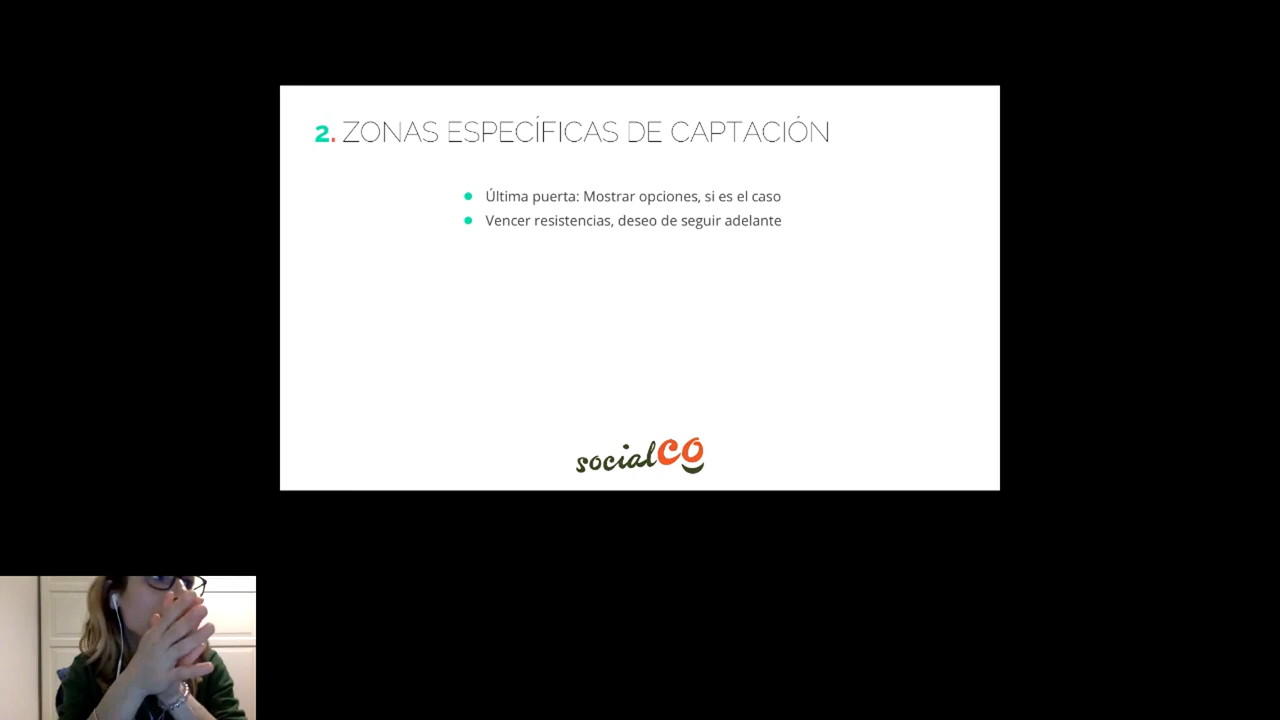 2. ZONAS ESPECÍFICAS DE CAPTACIÓN
Última puerta: Mostrar opciones, si es el caso
Vencer resistencias, deseo de seguir adelante
socialco